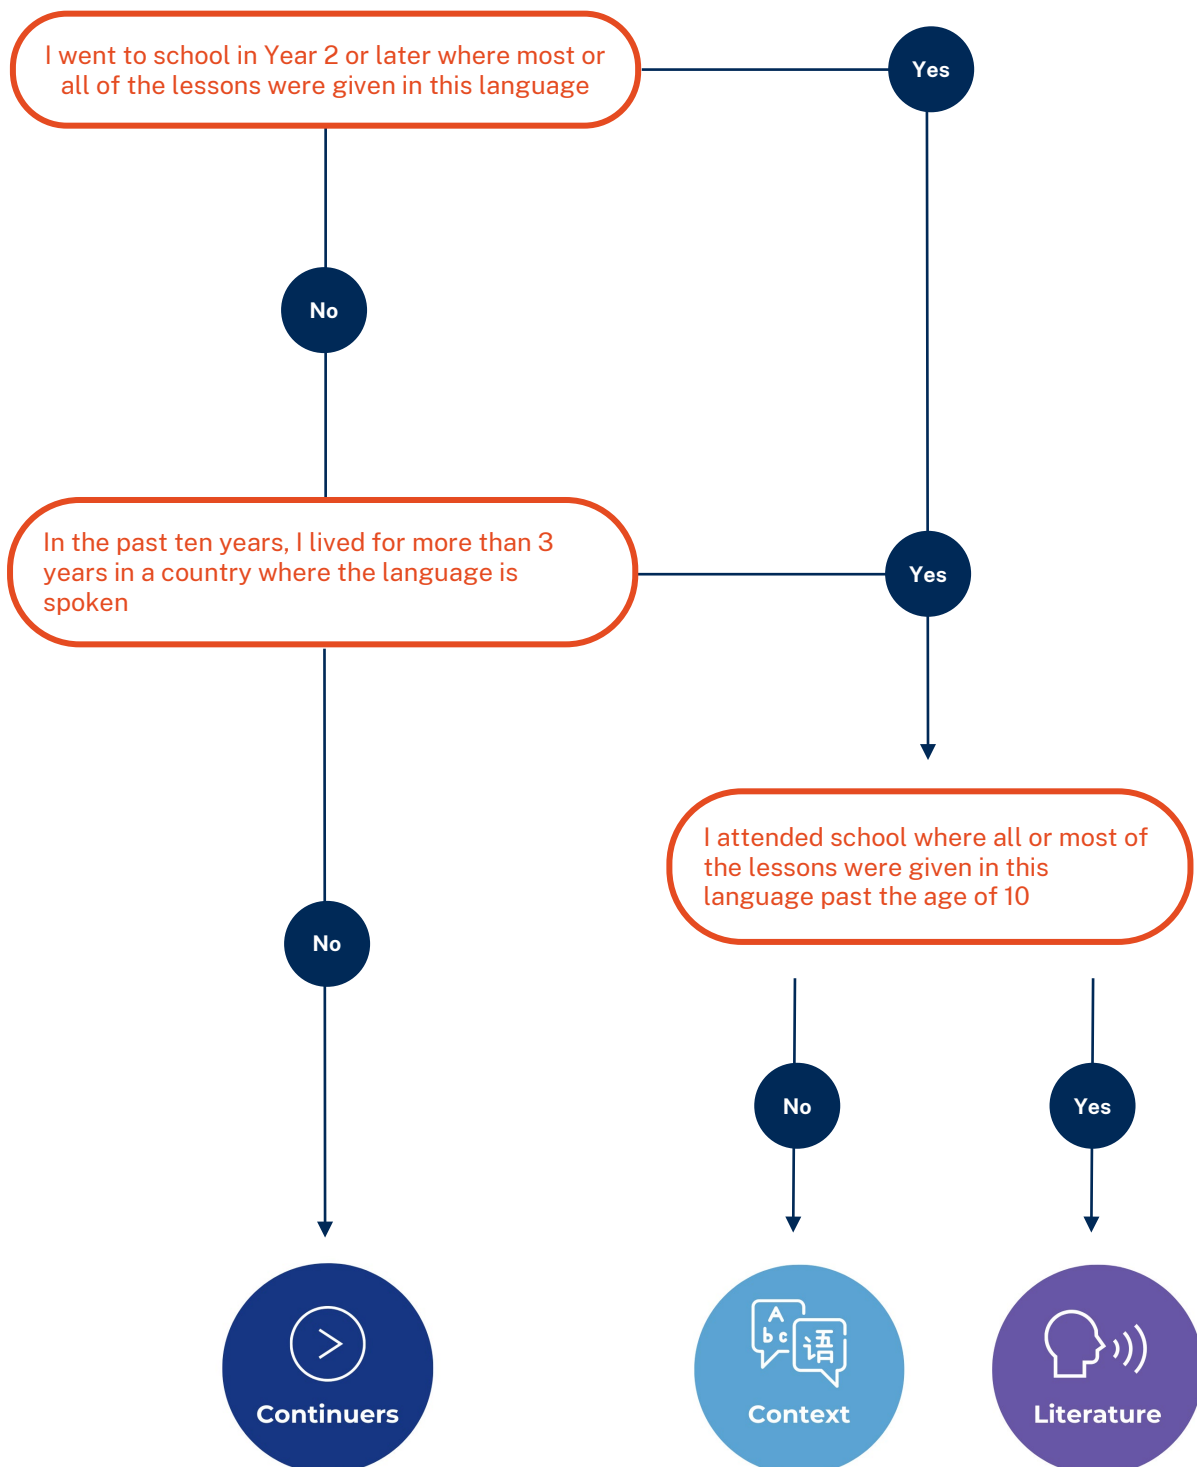 I went to school in Year 2 or later where most or
all of the lessons were given in this language
Yes
No
In the past ten years, I lived for more than 3
years in a country where the language is
spoken
Yes
I attended school where all or most of
the lessons were given in this
language past the age of 10
No
No
Yes
A
bc
语
Continuers
Context
Literature